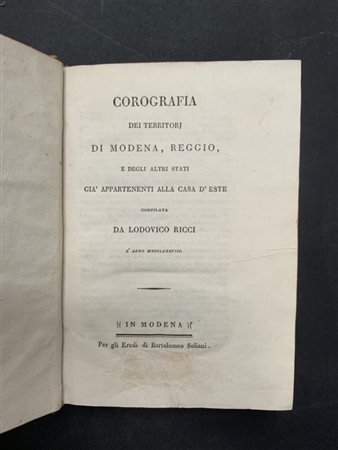 COROGRAFIA
DEI TERRITORJ
DI MODENA, REGGIO,
E DEGLI ALTRI STATI
GIA' APPARTENENTI ALLA CASA D'ESTE
COMPILATA
DA LODOVICO RICCI
L'ANNO MDCCLXXXVIII.
IN MODENA
Per gli Eredi di Bartolomeo Soliani.